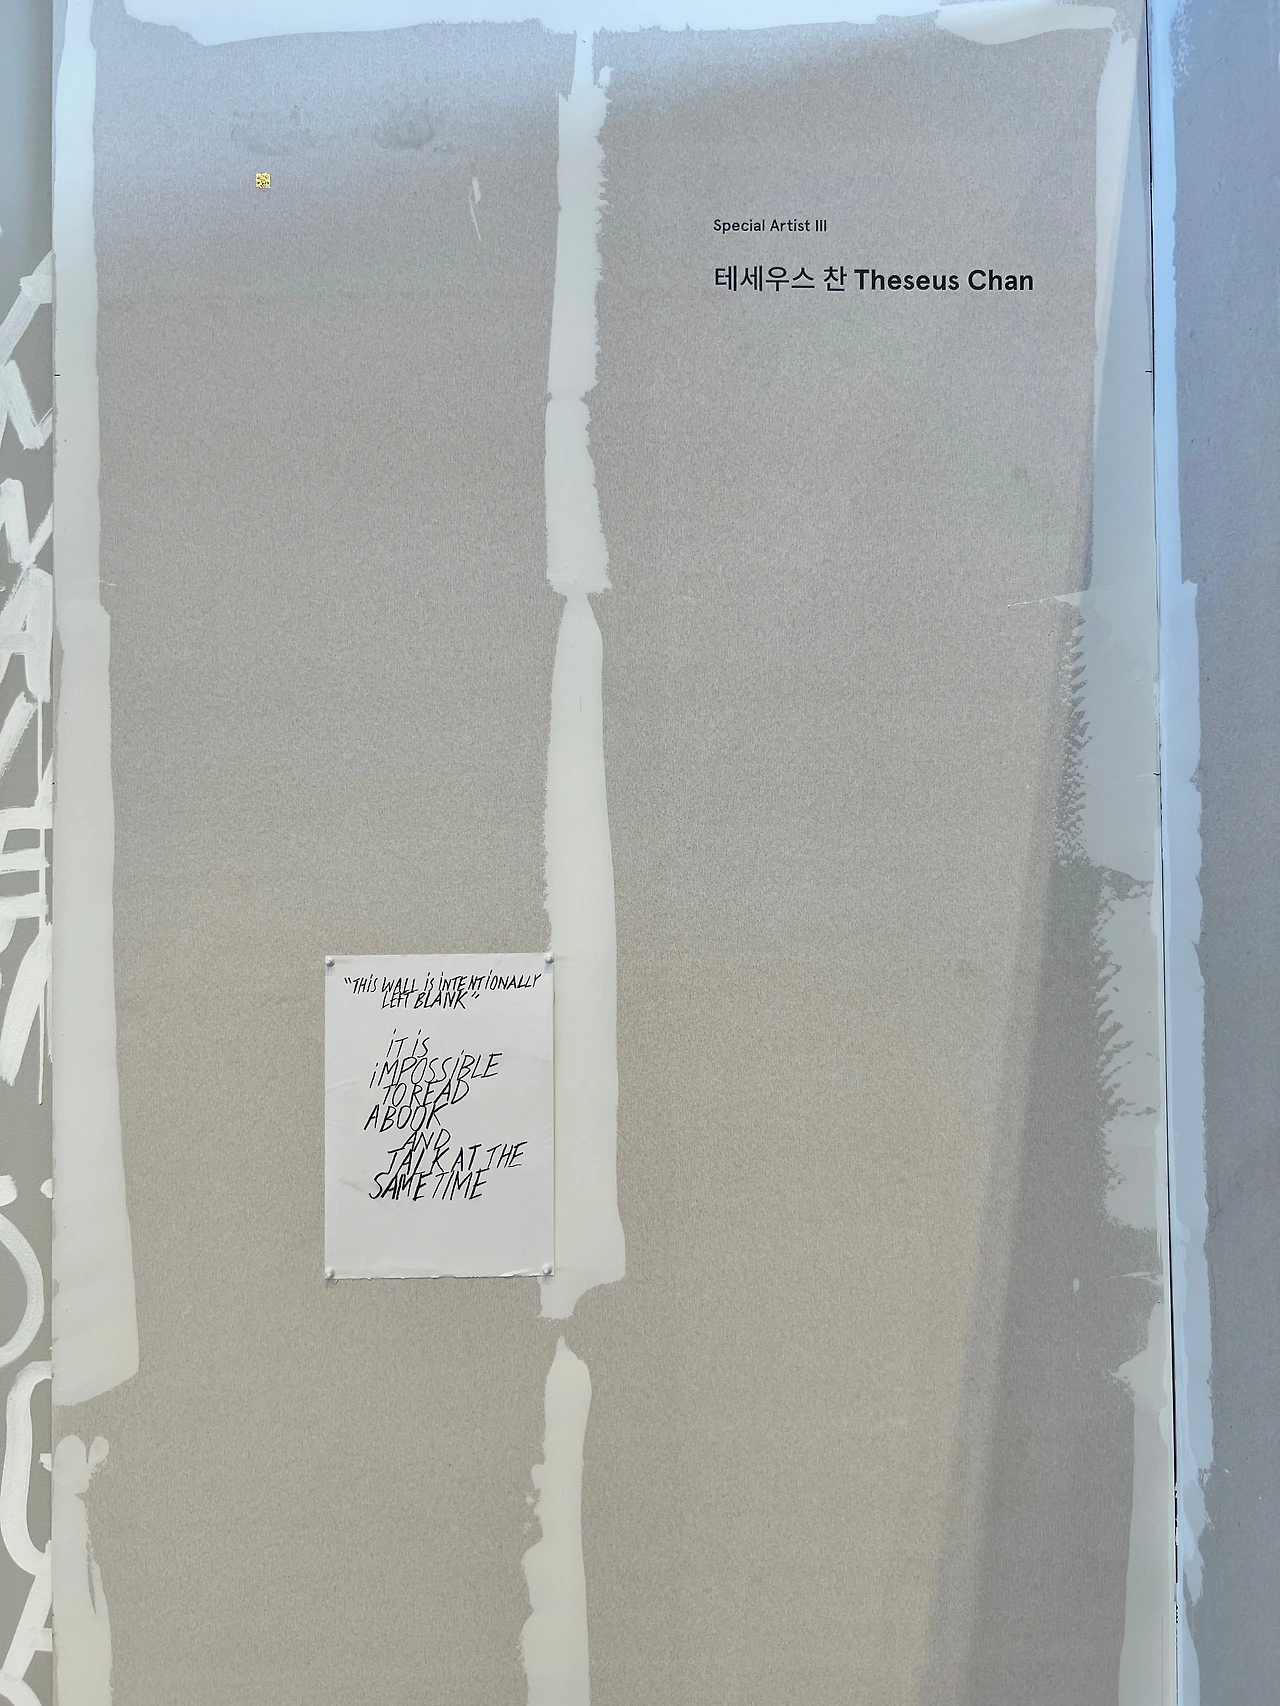 Special Artist III
테세우스 찬 Theseus Chan
"THiS WALL iS iNTENTiONALLY
LEFT BLANK"
iT iS
iMPOSSiBLE
TO READ
A BOOK
AND
TALK AT THE
SAME TIME